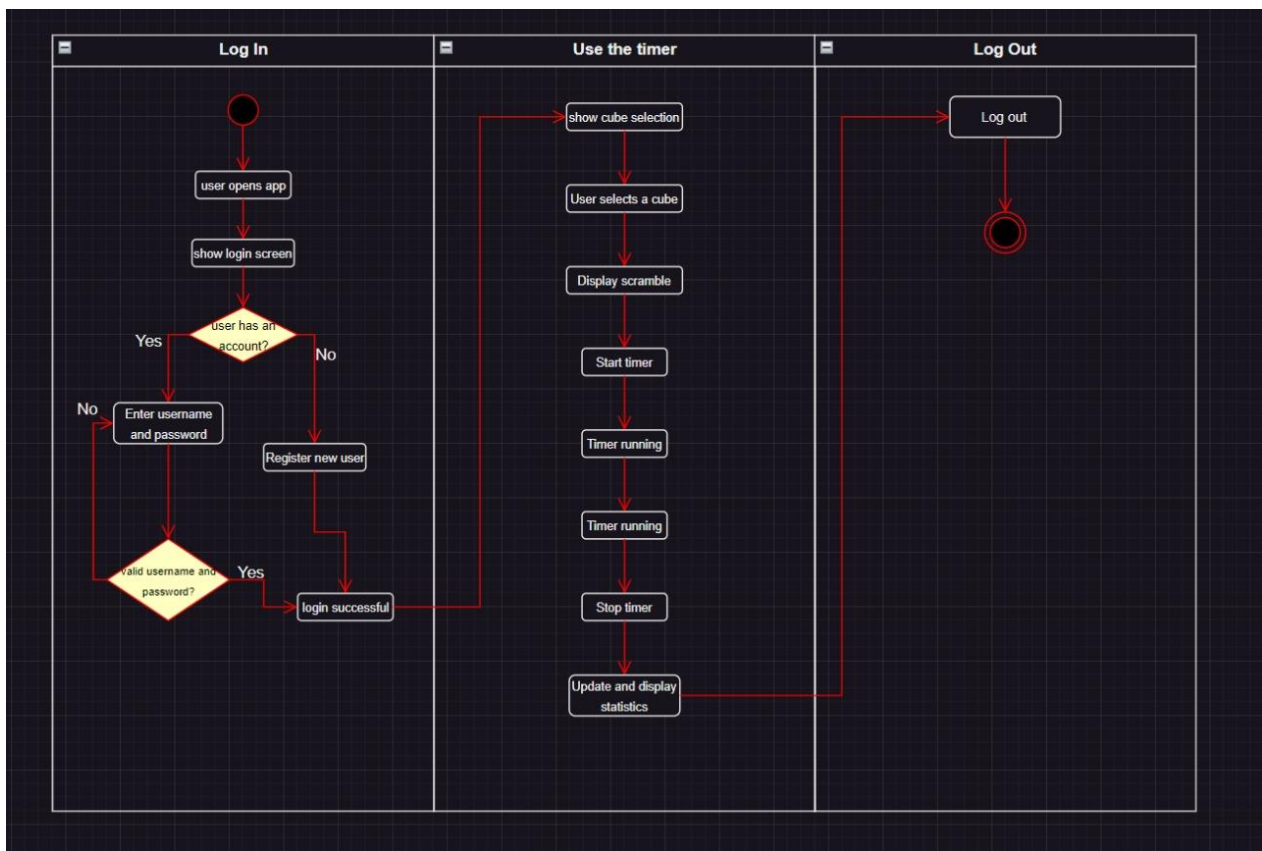 Log In
Use the timer
Log Out
user opens app
show login screen
user has an
account?
Yes
No
Enter username
and password
No
Register new user
valid username and
password?
Yes
login successful
show cube selection
User selects a cube
Display scramble
Start timer
Timer running
Timer running
Stop timer
Update and display
statistics
Log out